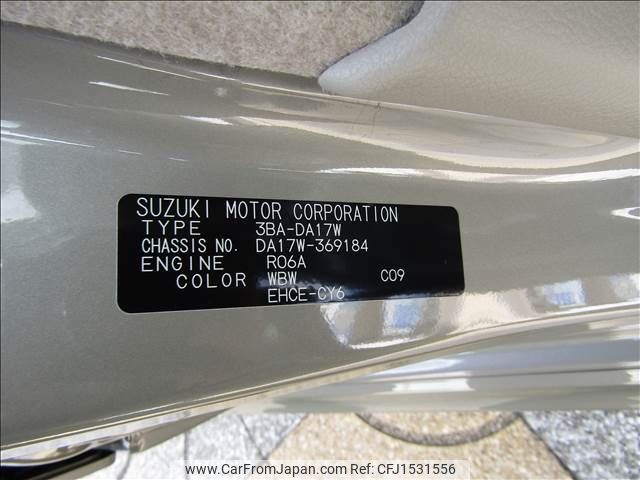 SUZUKI MOTOR CORPORATION
TYPE 3BA-DA17W
CHASSIS NO. DA17W-369184
ENGINE R06A
COLOR WBW C09
EHCE-CY6
www.CarFromJapan.com @CarFromJapan CFJ1531556